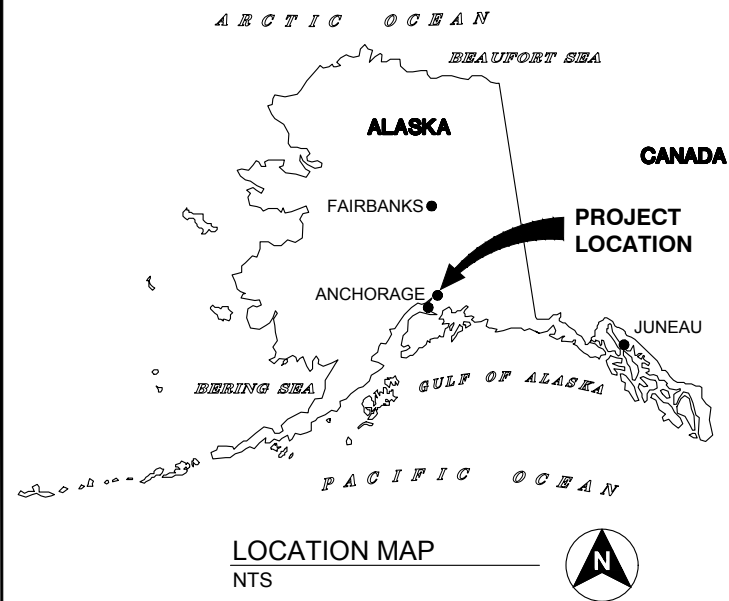 ARCTIC OCEAN
BEAUFORT SEA
ALASKA
CANADA
FAIRBANKS
PROJECT
LOCATION
ANCHORAGE
JUNEAU
BERING SEA
GULF OF ALASKA
PACIFIC OCEAN
LOCATION MAP
NTS
N